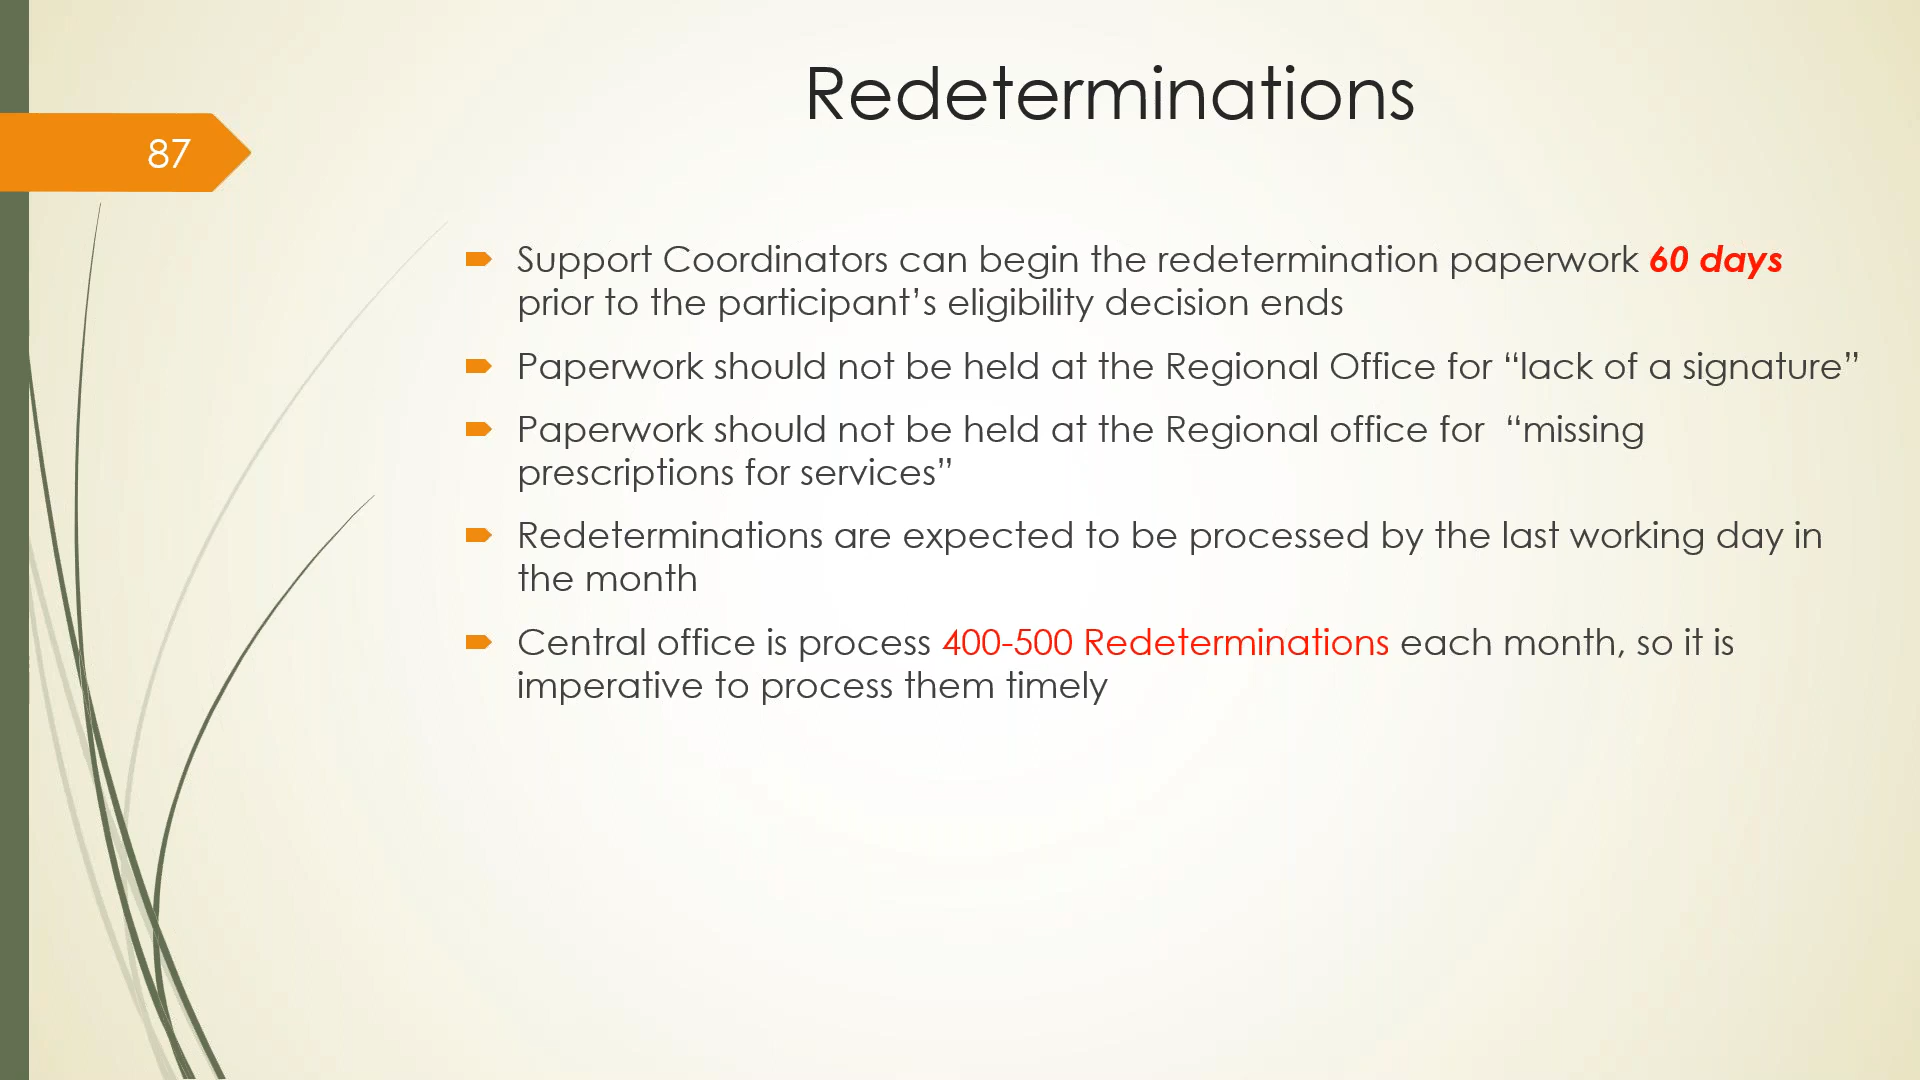 Redeterminations
87
Support Coordinators can begin the redetermination paperwork 60 days
prior to the participant’s eligibility decision ends
Paperwork should not be held at the Regional Office for “lack of a signature”
Paperwork should not be held at the Regional office for  “missing
prescriptions for services”
Redeterminations are expected to be processed by the last working day in
the month
Central office is process 400-500 Redeterminations each month, so it is
imperative to process them timely